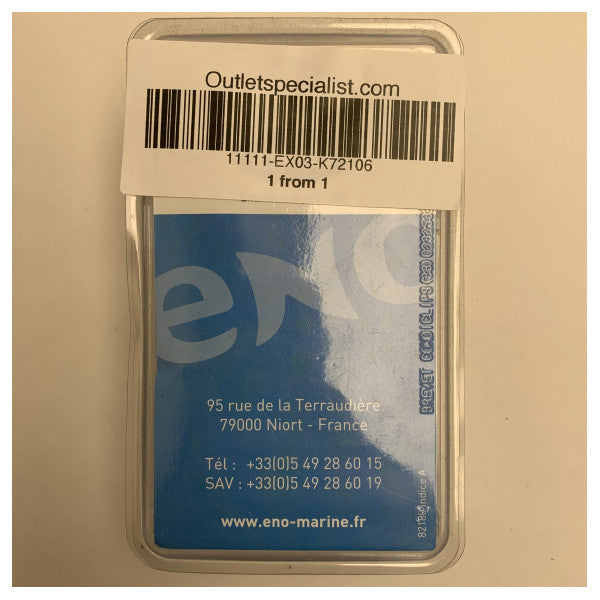 Outletspecialist.com
11111-EX03-K72106
1 from 1
eno
95 rue de la Terraudière
79000 Niort - France
Tél : +33(0)5 49 28 60 15
SAV : +33(0)5 49 28 60 19
www.eno-marine.fr
BREVET
indice A